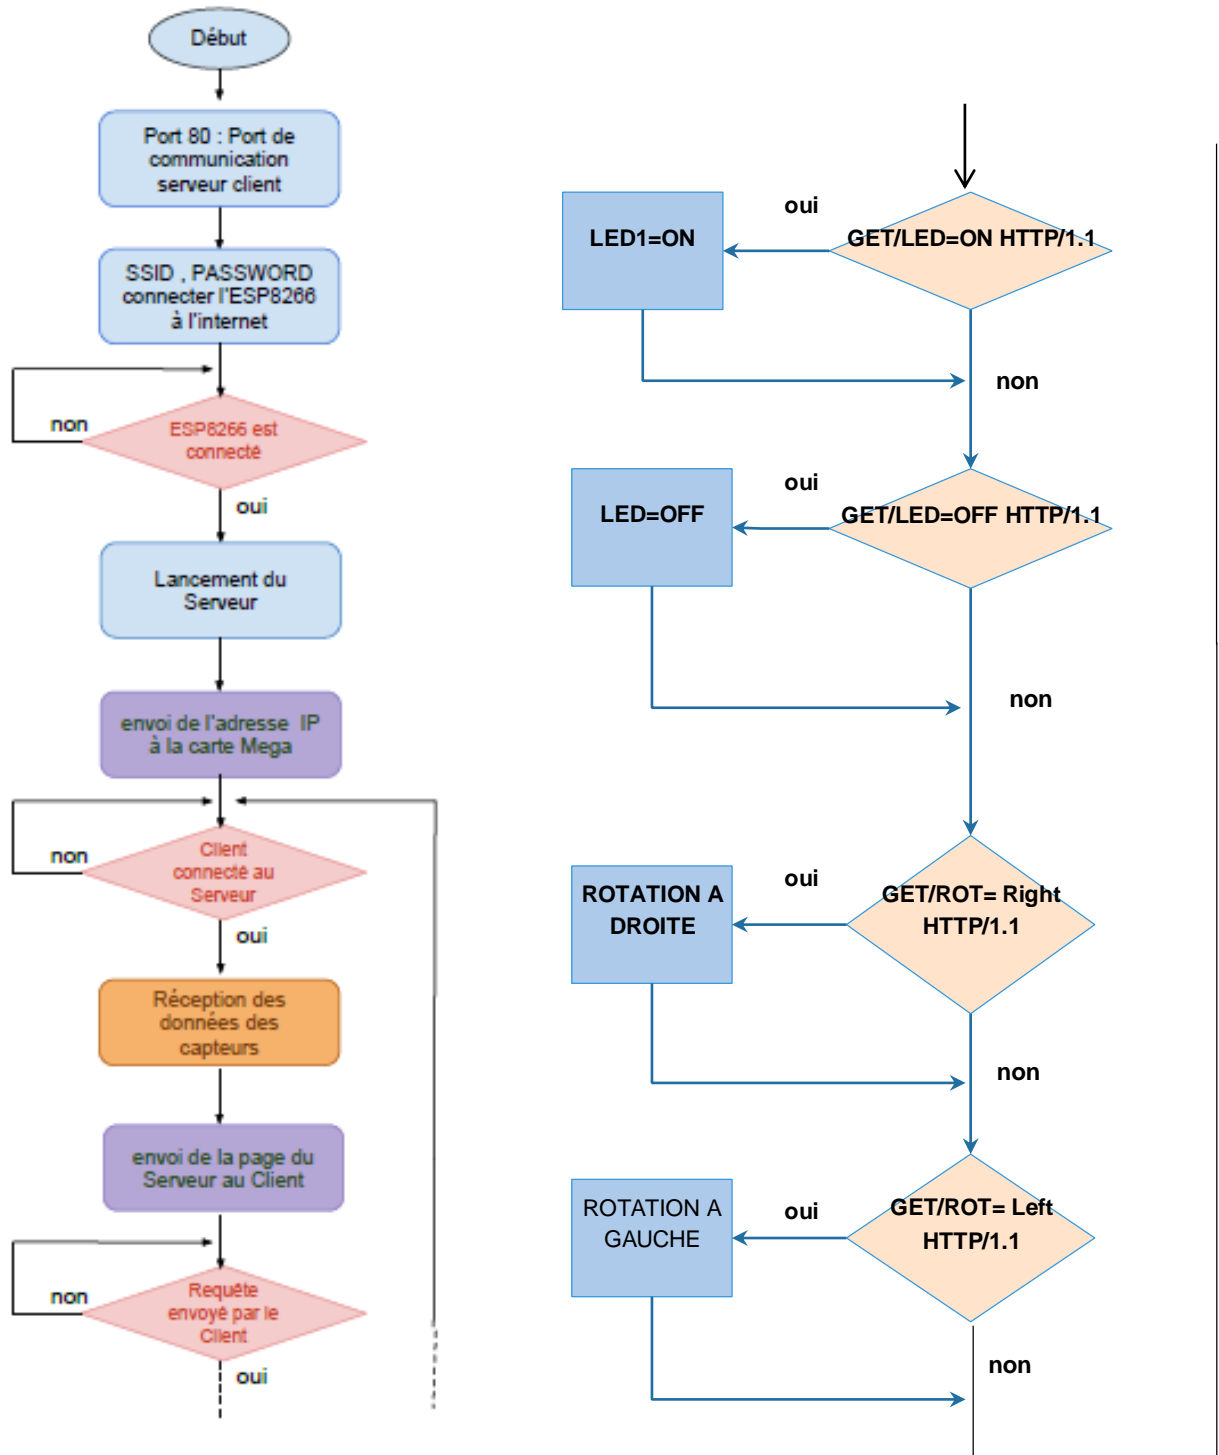 Début
Port 80 : Port de
communication
serveur client
SSID , PASSWORD
connecter l'ESP8266
à l'internet
non
ESP8266 est
connecté
oui
Lancement du
Serveur
envoi de l'adresse IP
à la carte Mega
non
Client
connecté au
Serveur
oui
Réception des
données des
capteurs
envoi de la page du
Serveur au Client
non
Requête
envoyé par le
Client
oui
oui
LED1=ON
GET/LED=ON HTTP/1.1
non
oui
LED=OFF
GET/LED=OFF HTTP/1.1
non
oui
ROTATION A
DROITE
GET/ROT= Right
HTTP/1.1
non
oui
ROTATION A
GAUCHE
GET/ROT= Left
HTTP/1.1
non